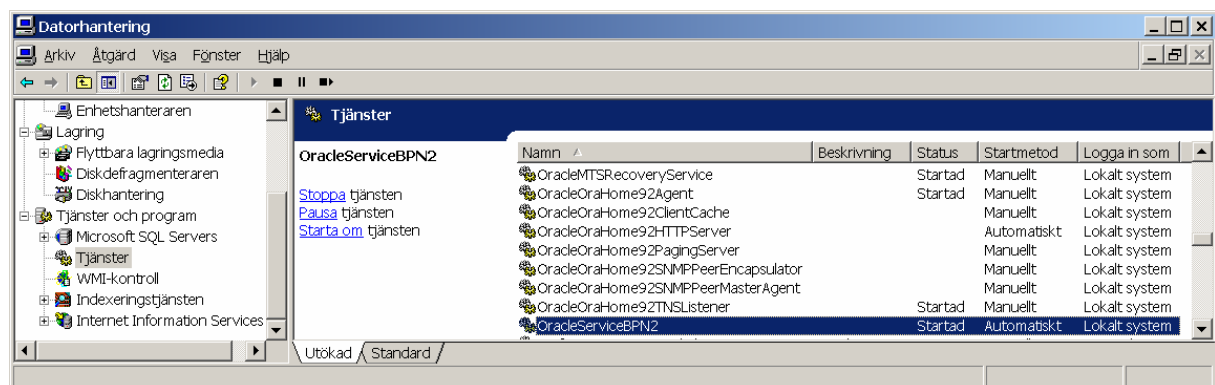 Datorhantering
Arkiv Åtgärd Visa Fönster Hjälp
Enhetshanteraren
Lagring
Flyttbara lagringsmedia
Diskdefragmenteraren
Diskhantering
Tjänster och program
Microsoft SQL Servers
Tjänster
WMI-kontroll
Indexeringstjänsten
Internet Information Services
Tjänster
OracleServiceBPN2
Stoppa tjänsten
Pausa tjänsten
Starta om tjänsten
Namn Beskrivning Status Startmetod Logga in som
OracleMTSRecoveryService Startad Manuellt Lokalt system
OracleOraHome92Agent Startad Manuellt Lokalt system
OracleOraHome92ClientCache Manuellt Lokalt system
OracleOraHome92HTTPServer Automatiskt Lokalt system
OracleOraHome92PagingServer Manuellt Lokalt system
OracleOraHome92SNMPPeerEncapsulator Manuellt Lokalt system
OracleOraHome92SNMPPeerMasterAgent Manuellt Lokalt system
OracleOraHome92TNSListener Startad Manuellt Lokalt system
OracleServiceBPN2 Startad Automatiskt Lokalt system
Utökad Standard